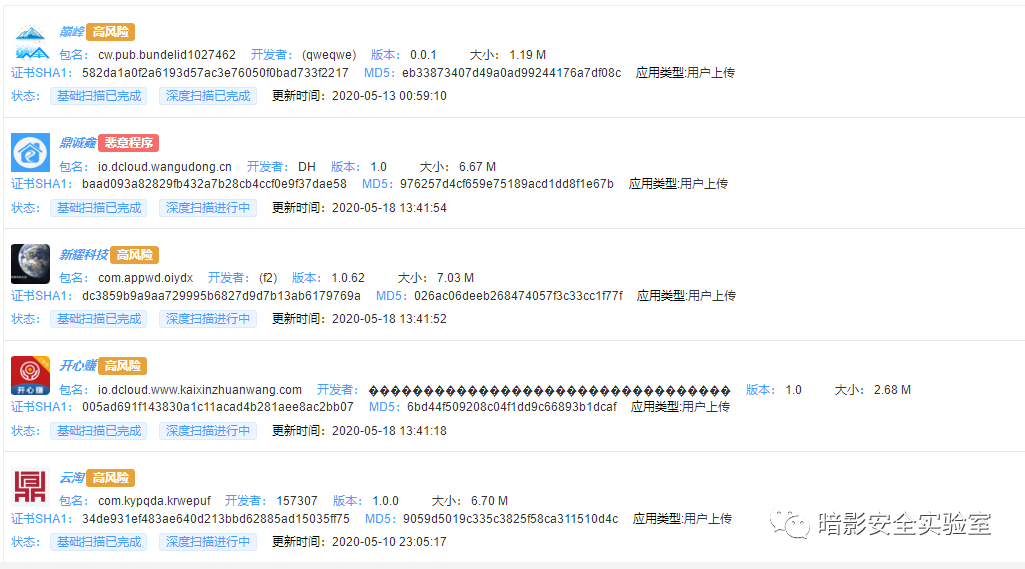 巅峰 高风险
包名： cw.pub.bundelid1027462 开发者： (qweqwe) 版本： 0.0.1 大小： 1.19 M
证书SHA1： 582da1a0f2a6193d57ac3e76050f0bad733f2217 MD5： eb33873407d49a0ad99244176a7df08c 应用类型:用户上传
状态： 基础扫描已完成 深度扫描已完成 更新时间：2020-05-13 00:59:10
鼎诚鑫 恶意程序
包名： io.dcloud.wangudong.cn 开发者： DH 版本： 1.0 大小： 6.67 M
证书SHA1： baad093a82829fb432a7b28cb4ccf0e9f37dae58 MD5： 976257d4cf659e75189acd1dd8f1e67b 应用类型:用户上传
状态： 基础扫描已完成 深度扫描进行中 更新时间：2020-05-18 13:41:54
新耀科技 高风险
包名： com.appwd.oiydx 开发者： (f2) 版本： 1.0.62 大小： 7.03 M
证书SHA1： dc3859b9a9aa729995b6827d9d7b13ab6179769a MD5： 026ac06deeb268474057f3c33cc1f77f 应用类型:用户上传
状态： 基础扫描已完成 深度扫描进行中 更新时间：2020-05-18 13:41:52
开心赚 高风险
开心赚
包名： io.dcloud.www.kaixinzhuanwang.com 开发者： ��������������������������������� 版本： 1.0 大小： 2.68 M
证书SHA1： 005ad691f143830a1c11acad4b281aee8ac2bb07 MD5： 6bd44f509208c04f1dd9c66893b1dcaf 应用类型:用户上传
状态： 基础扫描已完成 深度扫描进行中 更新时间：2020-05-18 13:41:18
云淘 高风险
鼎
包名： com.kypqda.krwepuf 开发者： 157307 版本： 1.0.0 大小： 6.70 M
证书SHA1： 34de931ef483ae640d213bbd62885ad15035ff75 MD5： 9059d5019c335c3825f58ca311510d4c 应用类型:用户上传
状态： 基础扫描已完成 深度扫描进行中 更新时间：2020-05-10 23:05:17
暗影安全实验室